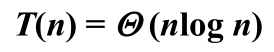 T(n) = Θ(nlog n)